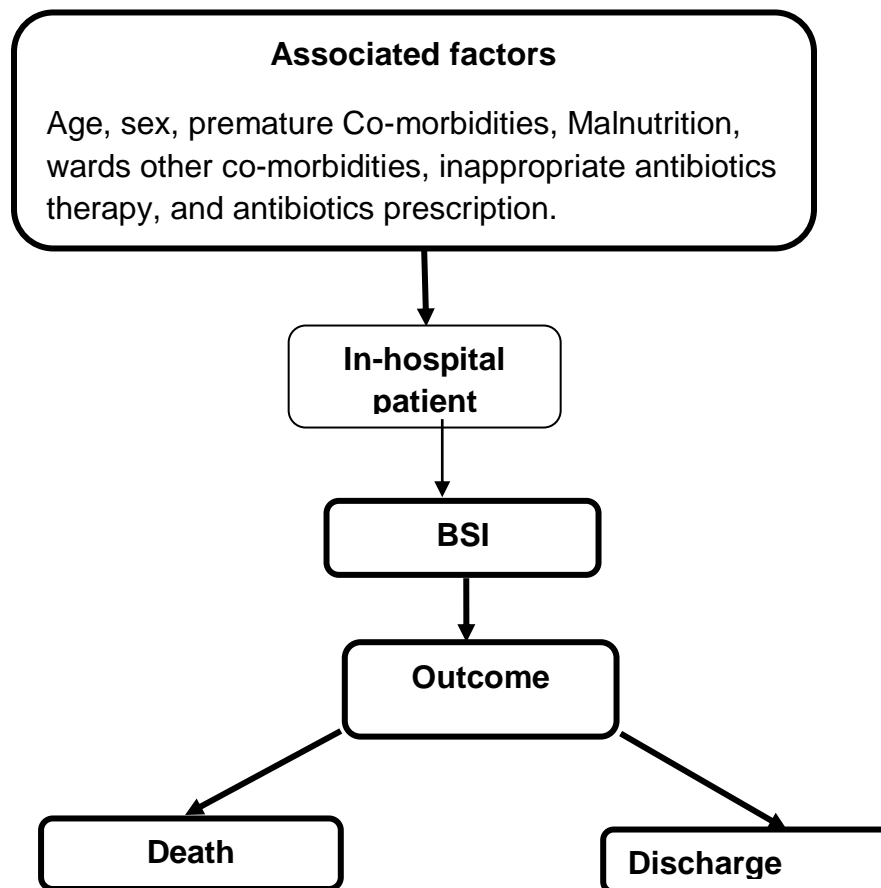 Associated factors
Age, sex, premature Co-morbidities, Malnutrition,
wards other co-morbidities, inappropriate antibiotics
therapy, and antibiotics prescription.
In-hospital
patient
BSI
Outcome
Death
Discharge